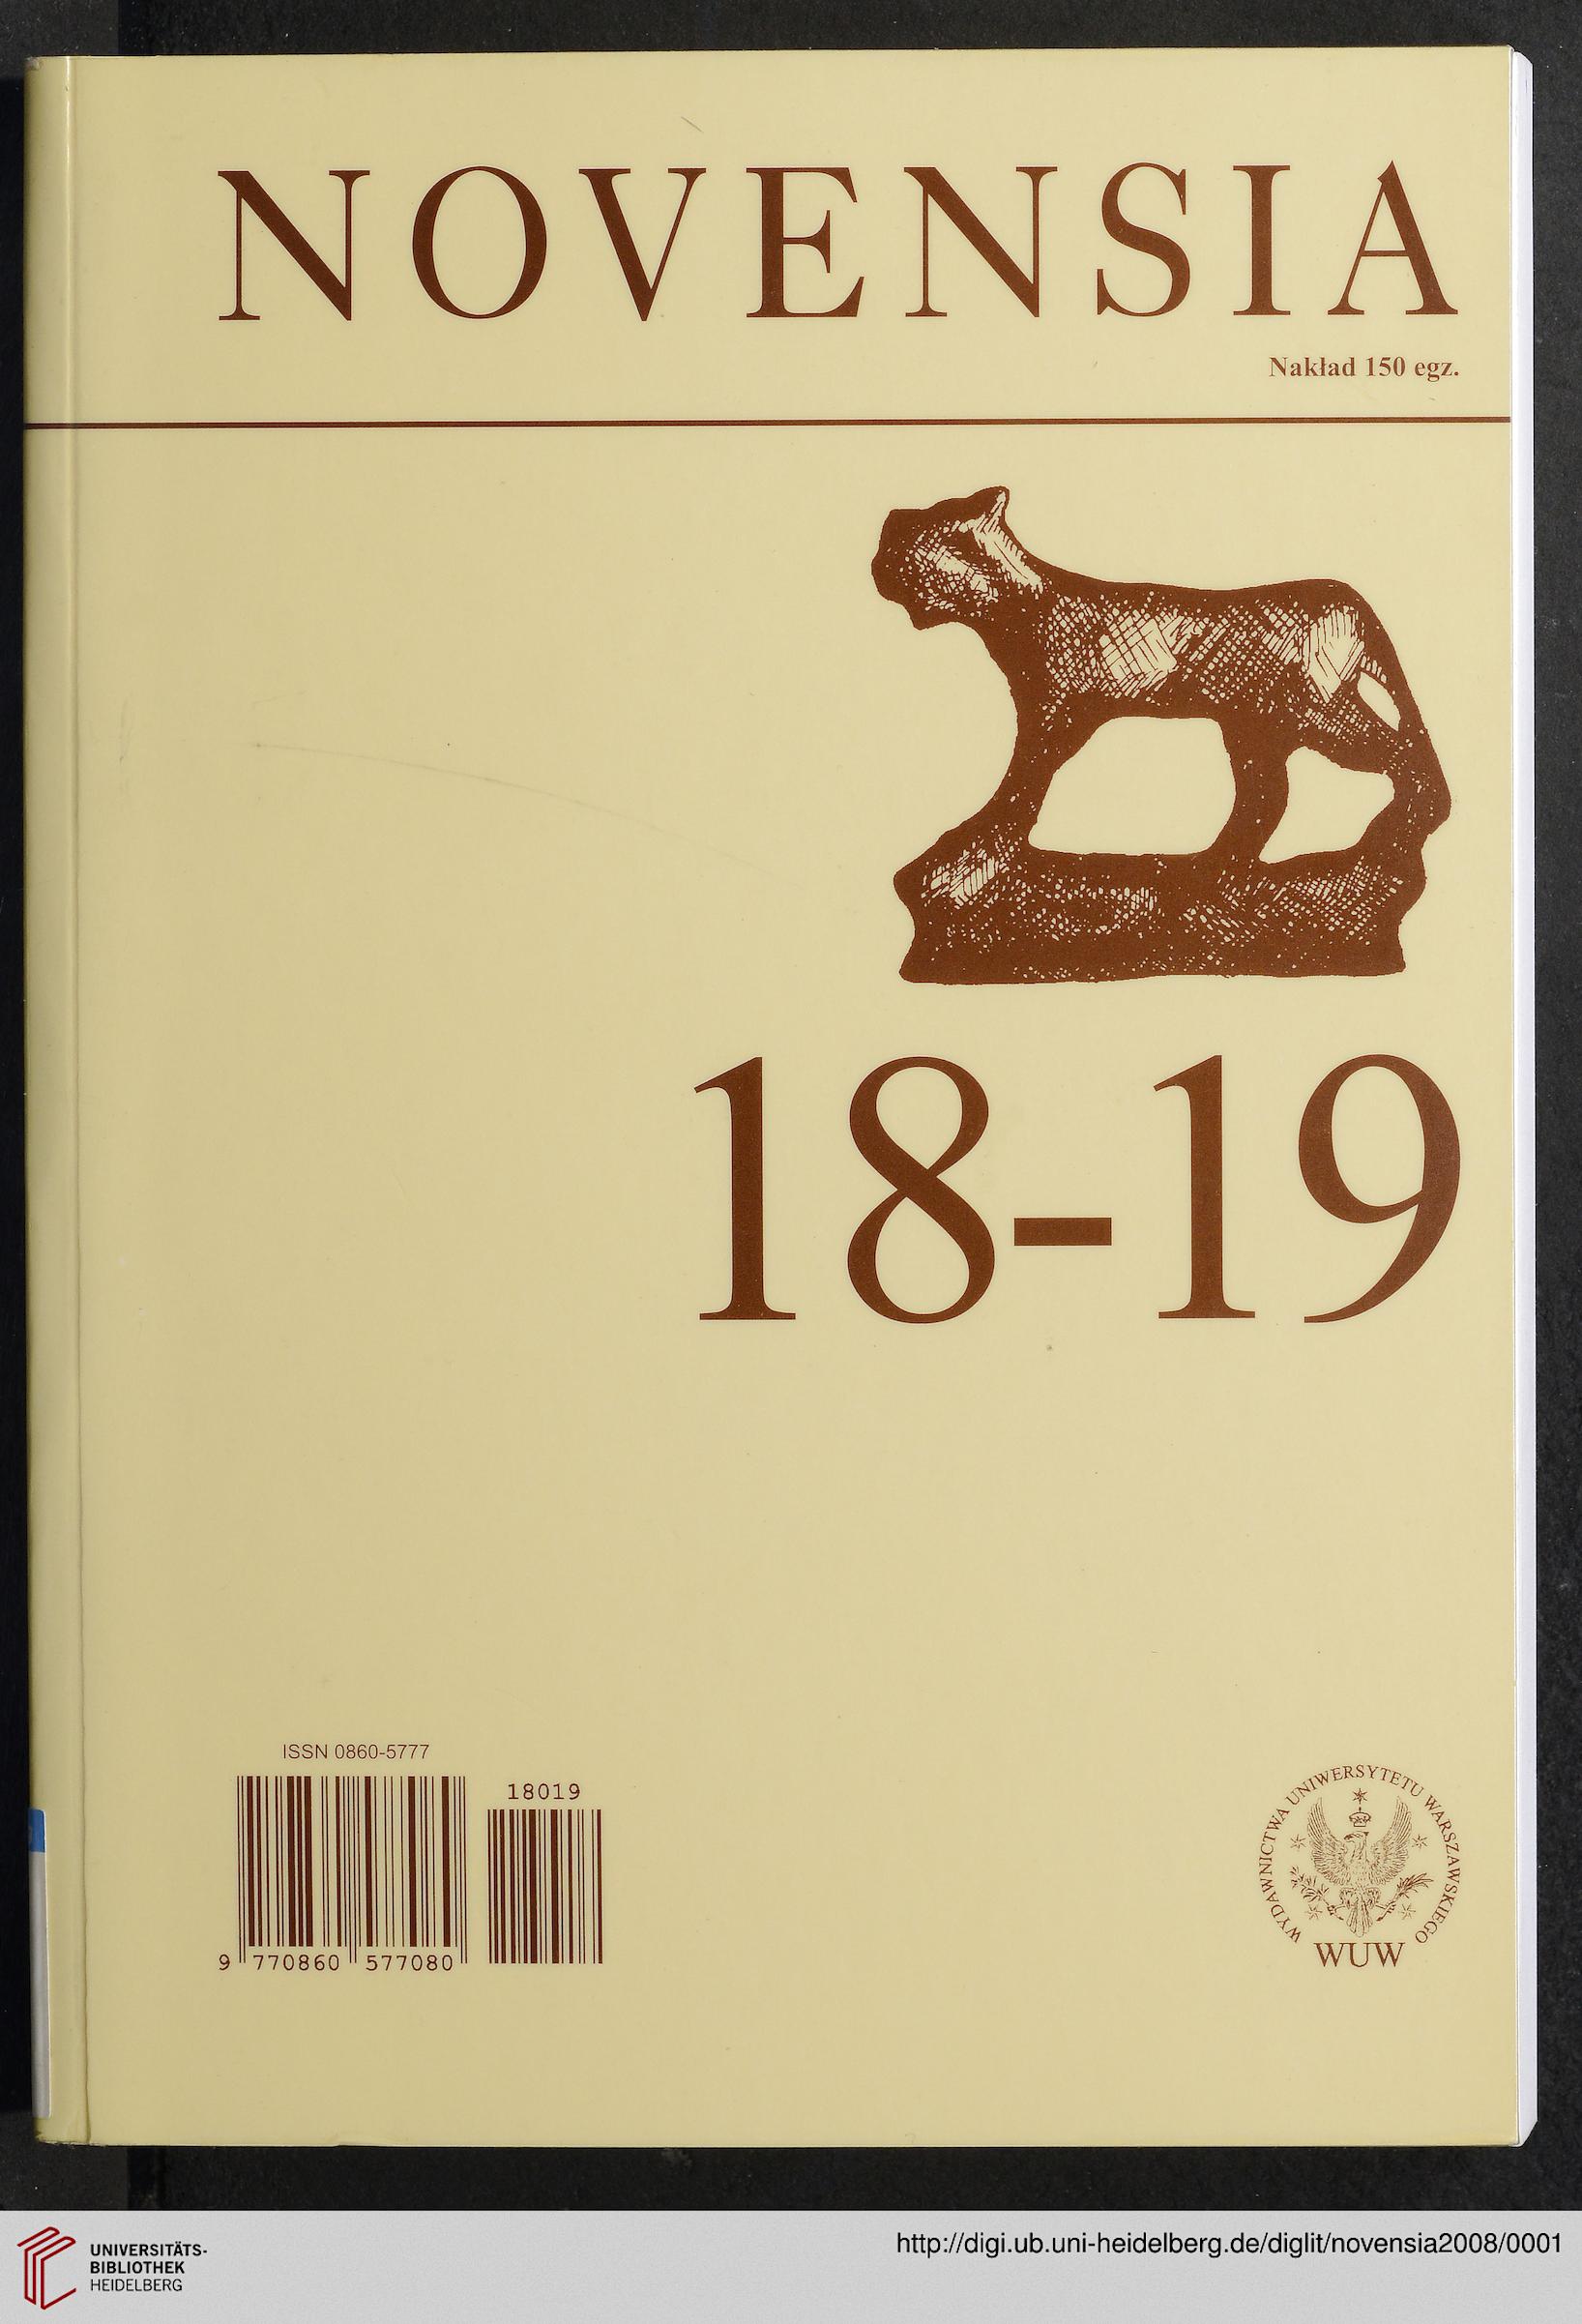 NOVENSIA
Nakład 150 egz.
18-19
ISSN 0860-5777
18019
9 770860 577080
WYDAWNICTWA UNIWERSYTETU WARSZAWSKIEGO
WUW
UNIVERSITÄTS-
BIBLIOTHEK
HEIDELBERG
http://digi.ub.uni-heidelberg.de/diglit/novensia2008/0001